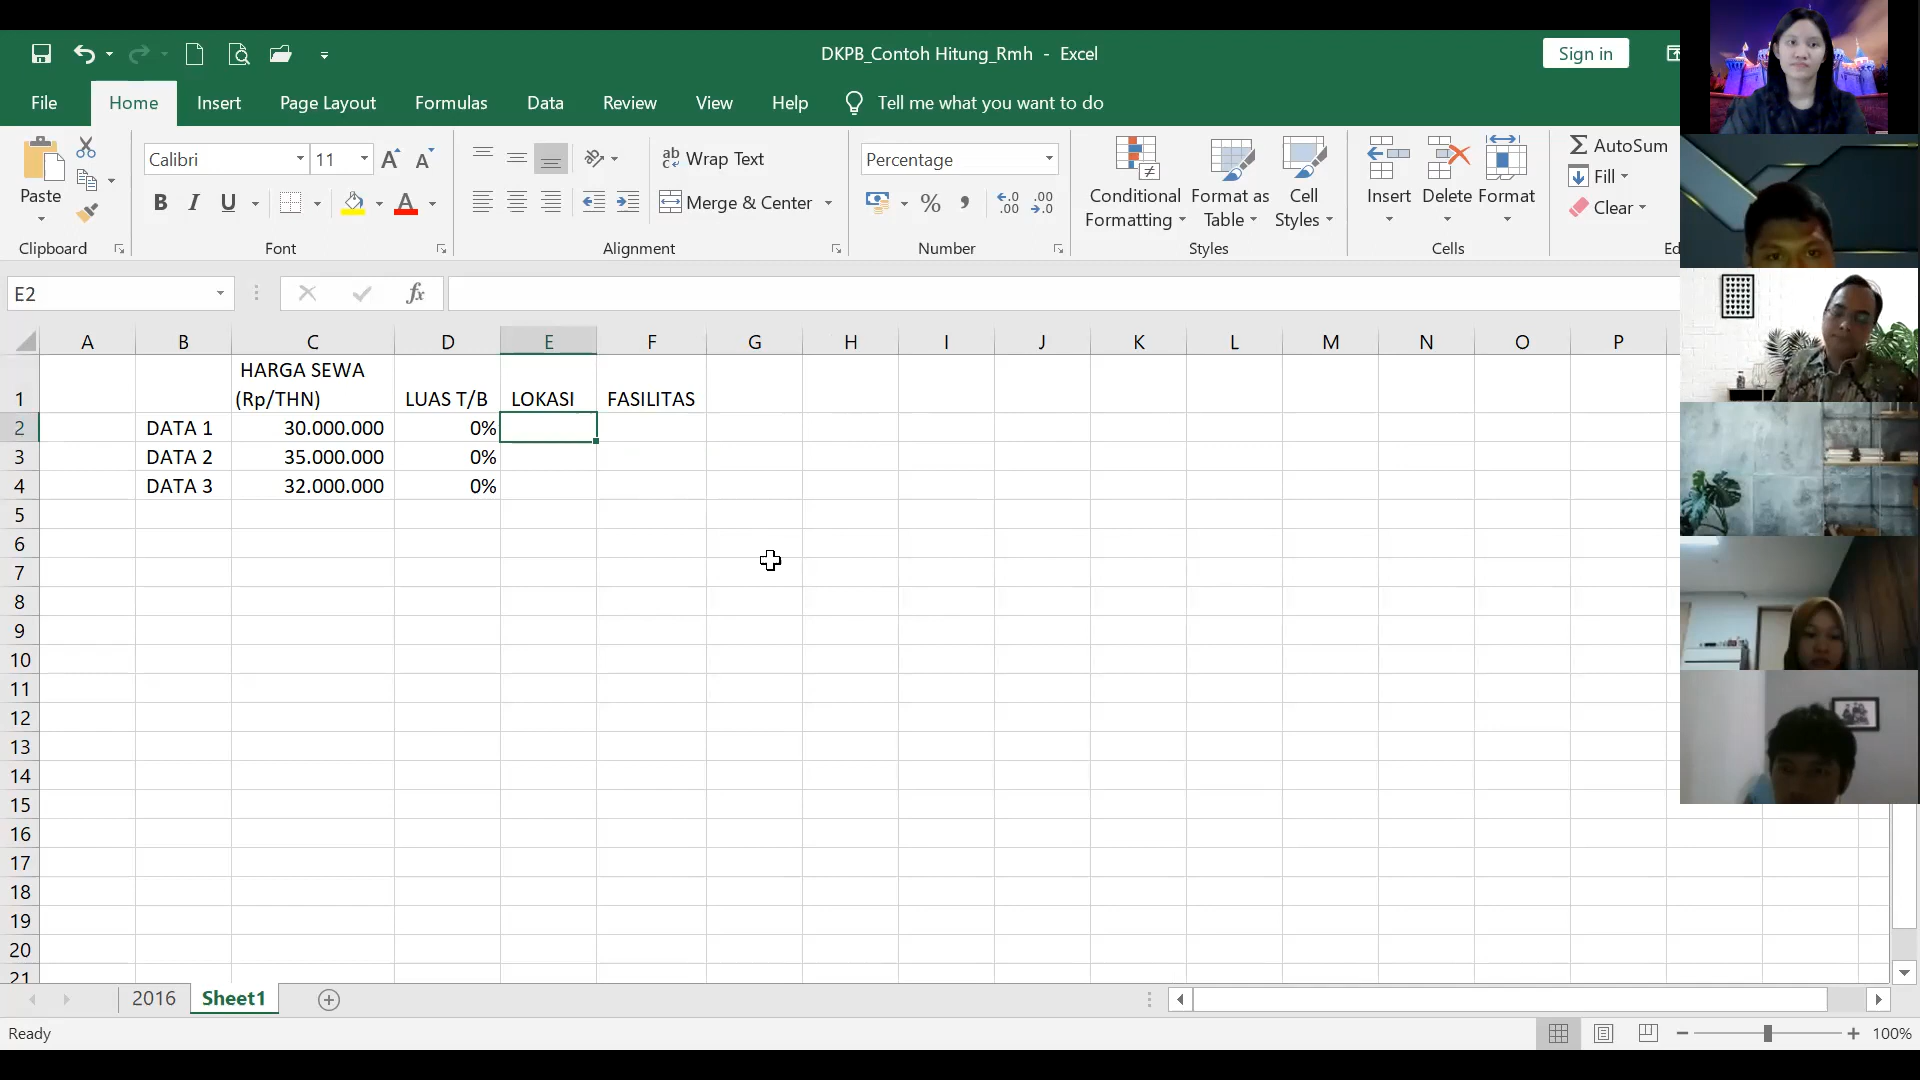 DKPB_Contoh Hitung_Rmh - Excel
Sign in
File Home Insert Page Layout Formulas Data Review View Help Tell me what you want to do
Paste
Clipboard
Calibri 11
B I U
Font
Wrap Text
Merge & Center
Alignment
Percentage
Number
Conditional Formatting
Format as Table
Cell Styles
Styles
Insert Delete Format
Cells
AutoSum
Fill
Clear
Ed
E2
fx
A B C D E F G H I J K L M N O P
1 HARGA SEWA (Rp/THN) LUAS T/B LOKASI FASILITAS
2 DATA 1 30.000.000 0%
3 DATA 2 35.000.000 0%
4 DATA 3 32.000.000 0%
5
6
7
8
9
10
11
12
13
14
15
16
17
18
19
20
21
2016 Sheet1
Ready
100%